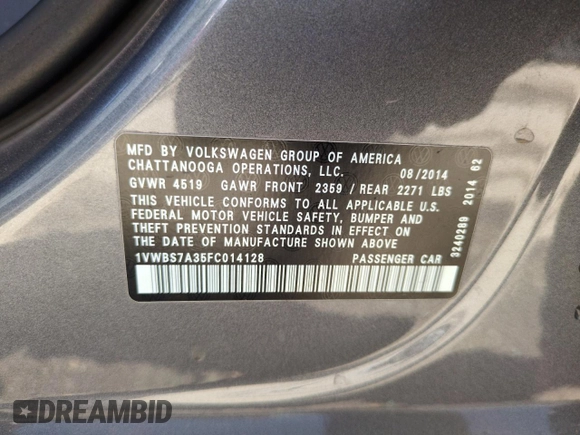 MFD BY VOLKSWAGEN GROUP OF AMERICA
CHATTANOOGA OPERATIONS, LLC. 08/2014
GVWR 4519 GAWR FRONT 2359 / REAR 2271 LBS
THIS VEHICLE CONFORMS TO ALL APPLICABLE U.S.
FEDERAL MOTOR VEHICLE SAFETY, BUMPER AND
THEFT PREVENTION STANDARDS IN EFFECT ON
THE DATE OF MANUFACTURE SHOWN ABOVE
1VWBS7A35FC014128 PASSENGER CAR
3240289 2014 62
DREAMBID